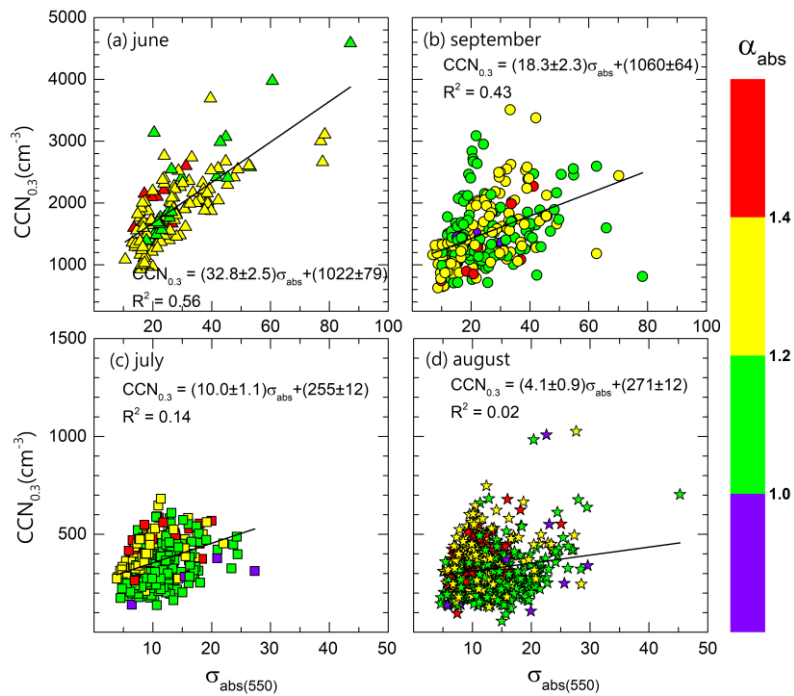 (a) june
CCN0.3 = (32.8±2.5)σabs+(1022±79)
R² = 0.56
5000
4000
3000
2000
1000
20 40 60 80 100
CCN0.3(cm-3)
(b) september
CCN0.3 = (18.3±2.3)σabs+(1060±64)
R² = 0.43
20 40 60 80 100
(c) july
CCN0.3 = (10.0±1.1)σabs+(255±12)
R² = 0.14
1500
1000
500
10 20 30 40 50
CCN0.3(cm-3)
σabs(550)
(d) august
CCN0.3 = (4.1±0.9)σabs+(271±12)
R² = 0.02
10 20 30 40 50
σabs(550)
αabs
1.4
1.2
1.0